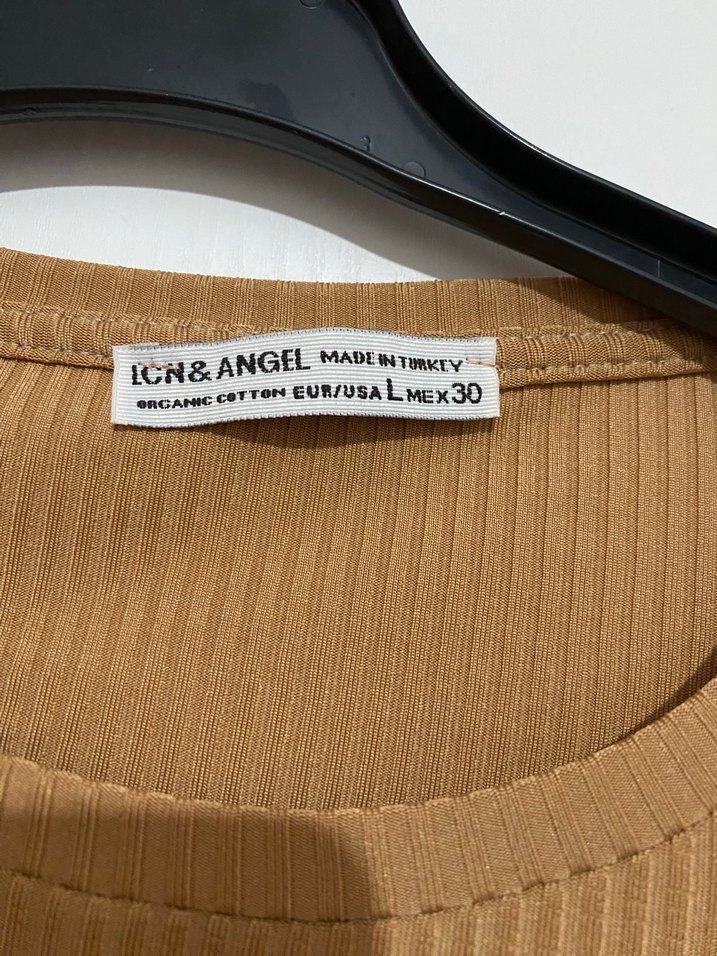 LCN & ANGEL MADE IN TURKEY
ORGANIC COTTON EUR/USA L MEX 30